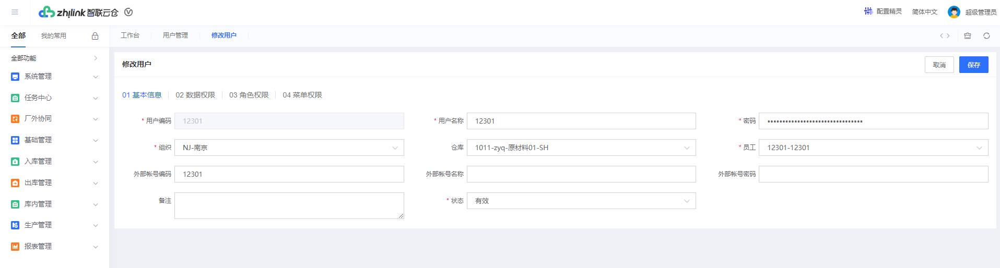 zhilink 智联云仓
配置精灵 简体中文 超级管理员
全部 我的常用
工作台 用户管理 修改用户
全部功能
系统管理
任务中心
厂外协同
基础管理
入库管理
出库管理
库内管理
生产管理
报表管理
修改用户
取消 保存
01 基本信息 02 数据权限 03 角色权限 04 菜单权限
* 用户编码 12301 * 用户名称 12301 * 密码 ••••••••••••••••••••••••••••••••
* 组织 NJ-南京 仓库 1011-zyq-原材料01-SH * 员工 12301-12301
外部帐号编码 12301 外部帐号名称 外部帐号密码
备注 * 状态 有效